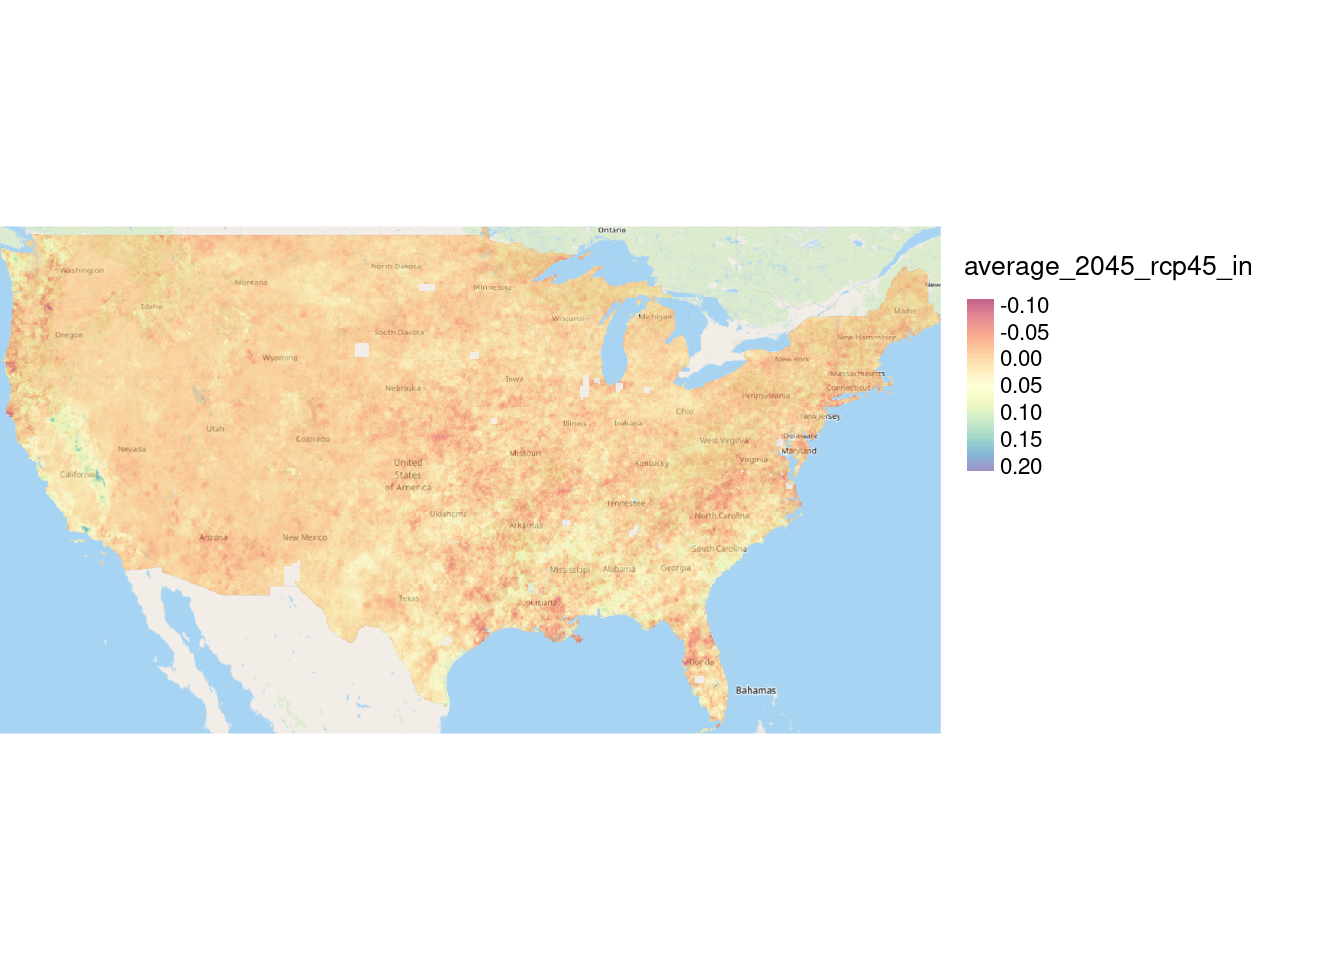 Ontario
Washington
Montana
North Dakota
Minnesota
New
Maine
Idaho
Oregon
South Dakota
Wisconsin
Michigan
New Hampshire
Wyoming
New York
Massachusetts
Nebraska
Iowa
Connecticut
Pennsylvania
Ohio
New Jersey
Utah
Nevada
Colorado
Illinois
Indiana
West Virginia
Delaware
Maryland
Missouri
United
States
of America
Kentucky
Virginia
California
Tennessee
Oklahoma
North Carolina
Arkansas
Arizona
New Mexico
South Carolina
Mississippi
Alabama
Georgia
Texas
Louisiana
Florida
Bahamas
average_2045_rcp45_in
-0.10
-0.05
0.00
0.05
0.10
0.15
0.20